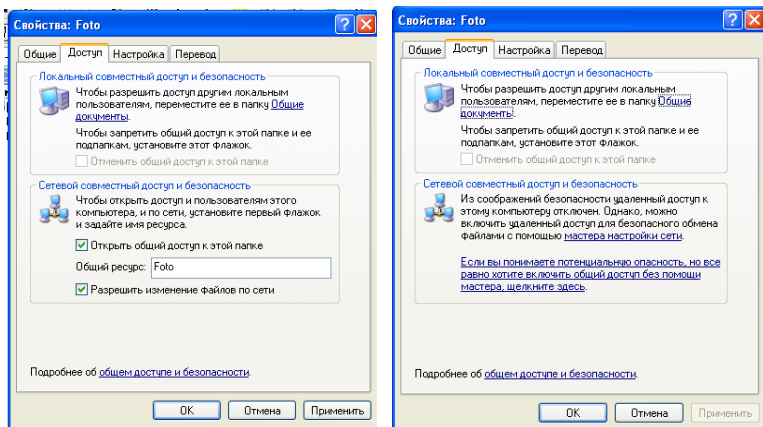 Свойства: Foto
Общие Доступ Настройка Перевод
Локальный совместный доступ и безопасность
Чтобы разрешить доступ другим локальным
пользователям, переместите ее в папку Общие
документы.
Чтобы запретить общий доступ к этой папке и ее
подпапкам, установите этот флажок.
Отменить общий доступ к этой папке
Сетевой совместный доступ и безопасность
Чтобы открыть доступ и пользователям этого
компьютера, и по сети, установите первый флажок
и задайте имя ресурса.
Открыть общий доступ к этой папке
Общий ресурс: Foto
Разрешить изменение файлов по сети
Подробнее об общем доступе и безопасности.
OK Отмена Применить
Свойства: Foto
Общие Доступ Настройка Перевод
Локальный совместный доступ и безопасность
Чтобы разрешить доступ другим локальным
пользователям, переместите ее в папку Общие
документы.
Чтобы запретить общий доступ к этой папке и ее
подпапкам, установите этот флажок.
Отменить общий доступ к этой папке
Сетевой совместный доступ и безопасность
Из соображений безопасности удаленный доступ к
этому компьютеру отключен. Однако, можно
включить удаленный доступ для безопасного обмена
файлами с помощью мастера настройки сети.
Если вы понимаете потенциальную опасность, но все
равно хотите включить общий доступ без помощи
мастера, щелкните здесь.
Подробнее об общем доступе и безопасности.
OK Отмена Применить